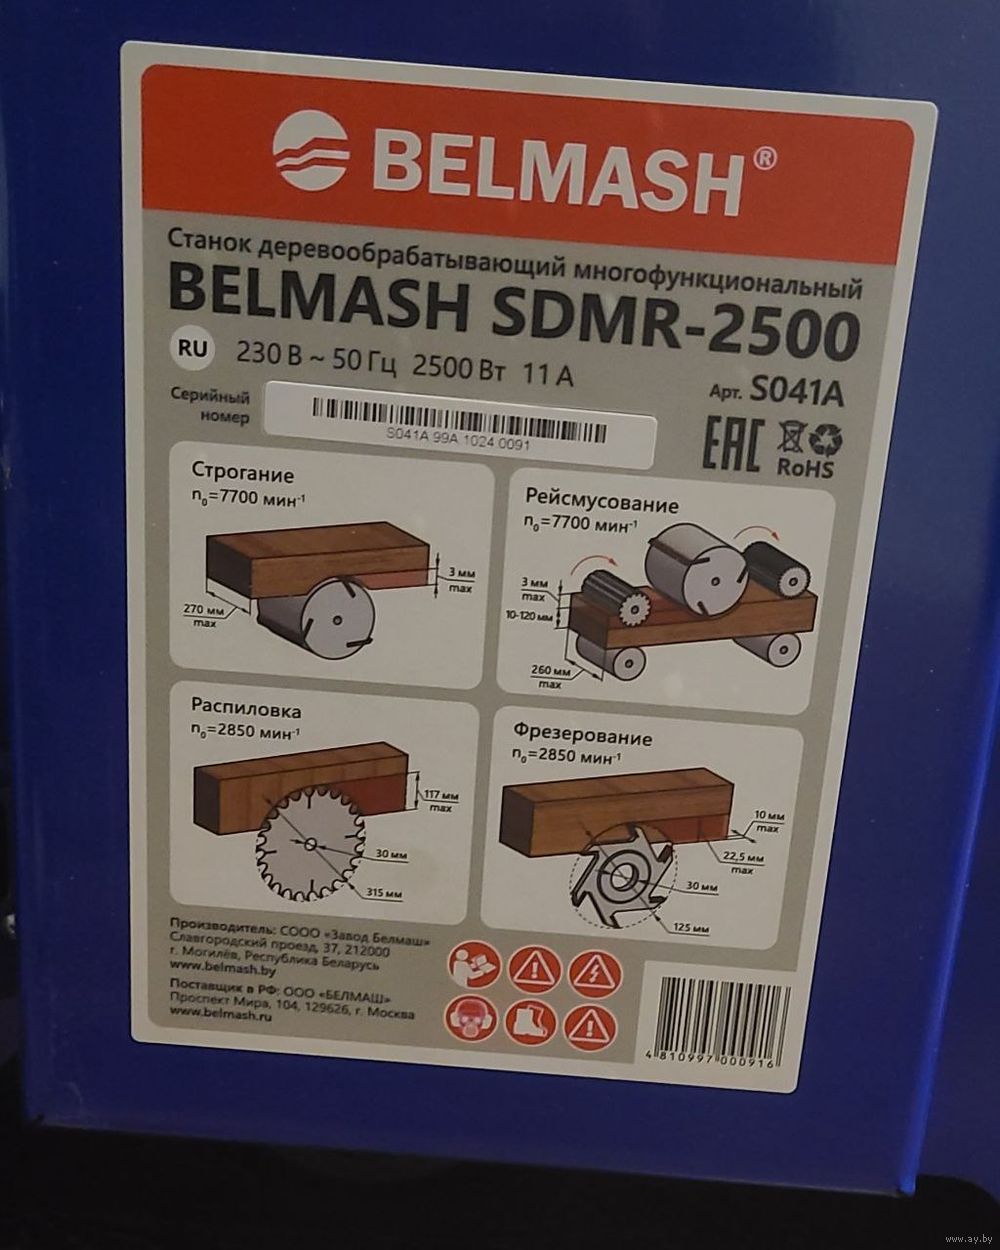 BELMASH®
Станок деревообрабатывающий многофункциональный
BELMASH SDMR-2500
RU 230 В ~ 50 Гц 2500 Вт 11 А
Арт. S041A
Серийный
номер
S041A 99A 1024 0091
EAC
RoHS
Строгание
n₀=7700 мин⁻¹
3 мм
max
270 мм
max
Рейсмусование
n₀=7700 мин⁻¹
3 мм
max
10-120 мм
260 мм
max
Распиловка
n₀=2850 мин⁻¹
117 мм
max
30 мм
315 мм
Фрезерование
n₀=2850 мин⁻¹
10 мм
max
22,5 мм
max
30 мм
125 мм
Производитель: СООО «Завод Белмаш»
Славгородский проезд, 37, 212000
г. Могилёв, Республика Беларусь
www.belmash.by
Поставщик в РФ: ООО «БЕЛМАШ»
Проспект Мира, 104, 129626, г. Москва
www.belmash.ru
4 810997 000916
www.ay.by